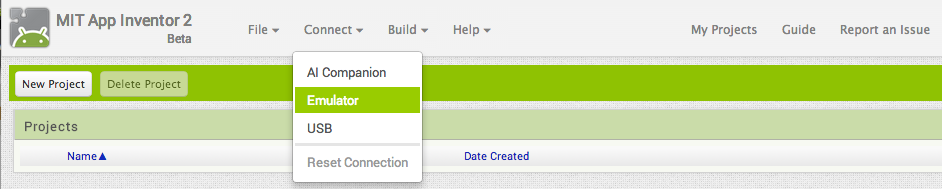 MIT App Inventor 2
Beta
File Connect Build Help
My Projects Guide Report an Issue
AI Companion
Emulator
USB
Reset Connection
New Project Delete Project
Projects
Name Date Created